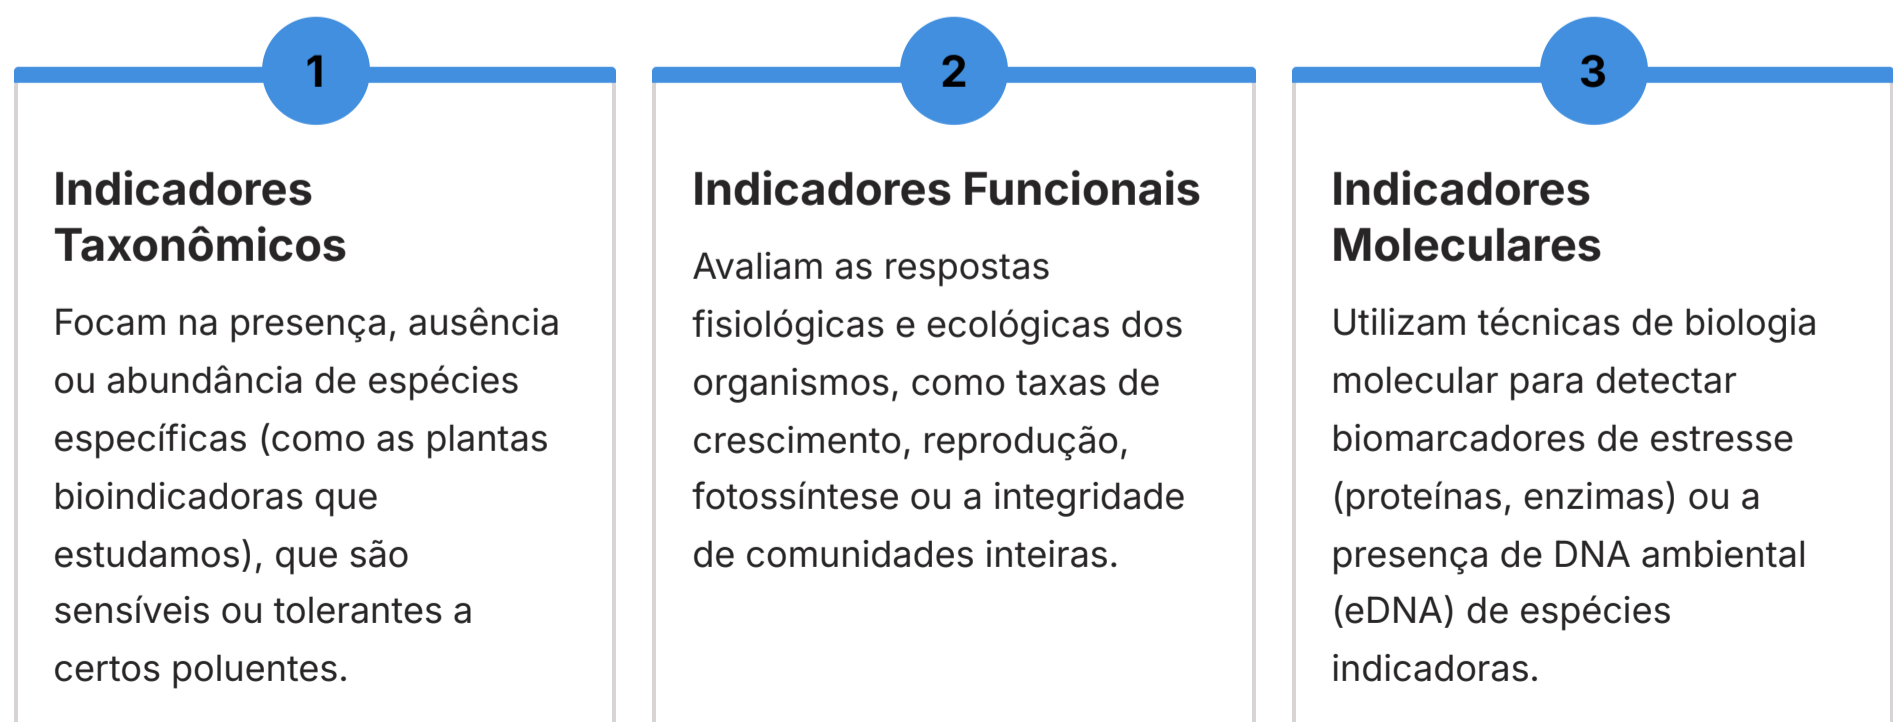 1
Indicadores
Taxonômicos
Focam na presença, ausência
ou abundância de espécies
específicas (como as plantas
bioindicadoras que
estudamos), que são
sensíveis ou tolerantes a
certos poluentes.
2
Indicadores Funcionais
Avaliam as respostas
fisiológicas e ecológicas dos
organismos, como taxas de
crescimento, reprodução,
fotossíntese ou a integridade
de comunidades inteiras.
3
Indicadores
Moleculares
Utilizam técnicas de biologia
molecular para detectar
biomarcadores de estresse
(proteínas, enzimas) ou a
presença de DNA ambiental
(eDNA) de espécies
indicadoras.